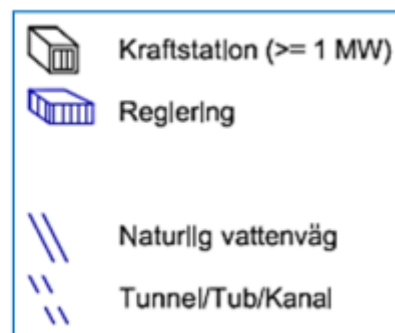 Kraftstation (>= 1 MW)
Reglering
Naturlig vattenväg
Tunnel/Tub/Kanal